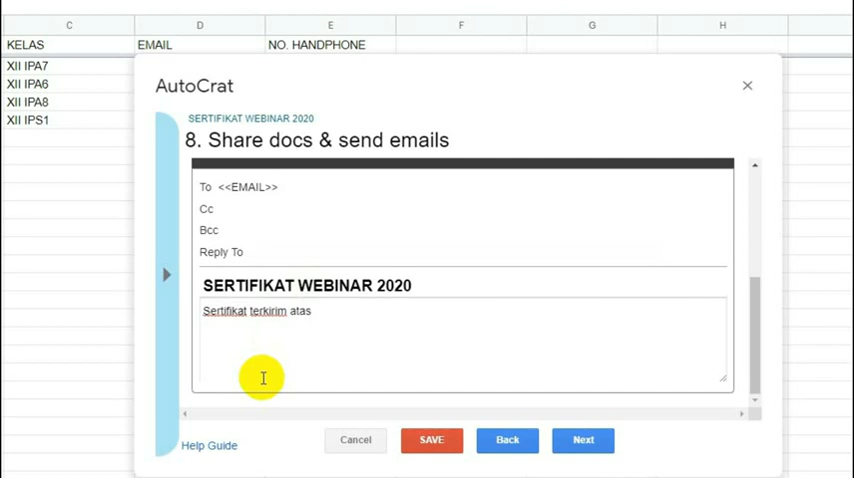 C D E F G H
KELAS EMAIL NO. HANDPHONE
XII IPA7
XII IPA6
XII IPA8
XII IPS1
AutoCrat
SERTIFIKAT WEBINAR 2020
8. Share docs & send emails
To <<EMAIL>>
Cc
Bcc
Reply To
SERTIFIKAT WEBINAR 2020
Sertifikat terkirim atas
Help Guide Cancel SAVE Back Next